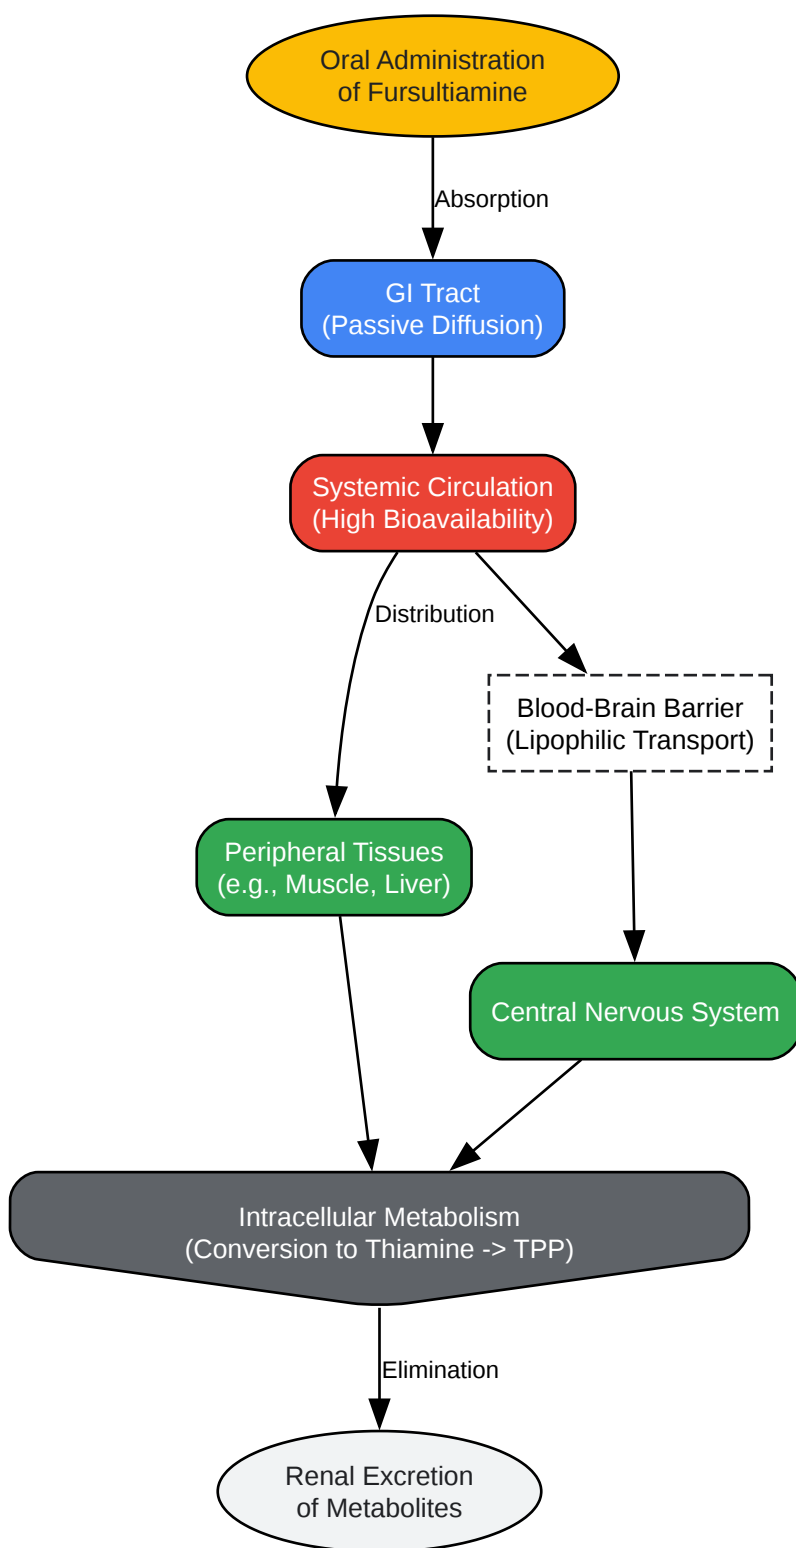 Oral Administration
of Fursultiamine
Absorption
GI Tract
(Passive Diffusion)
Systemic Circulation
(High Bioavailability)
Distribution
Blood-Brain Barrier
(Lipophilic Transport)
Peripheral Tissues
(e.g., Muscle, Liver)
Central Nervous System
Intracellular Metabolism
(Conversion to Thiamine -> TPP)
Elimination
Renal Excretion
of Metabolites